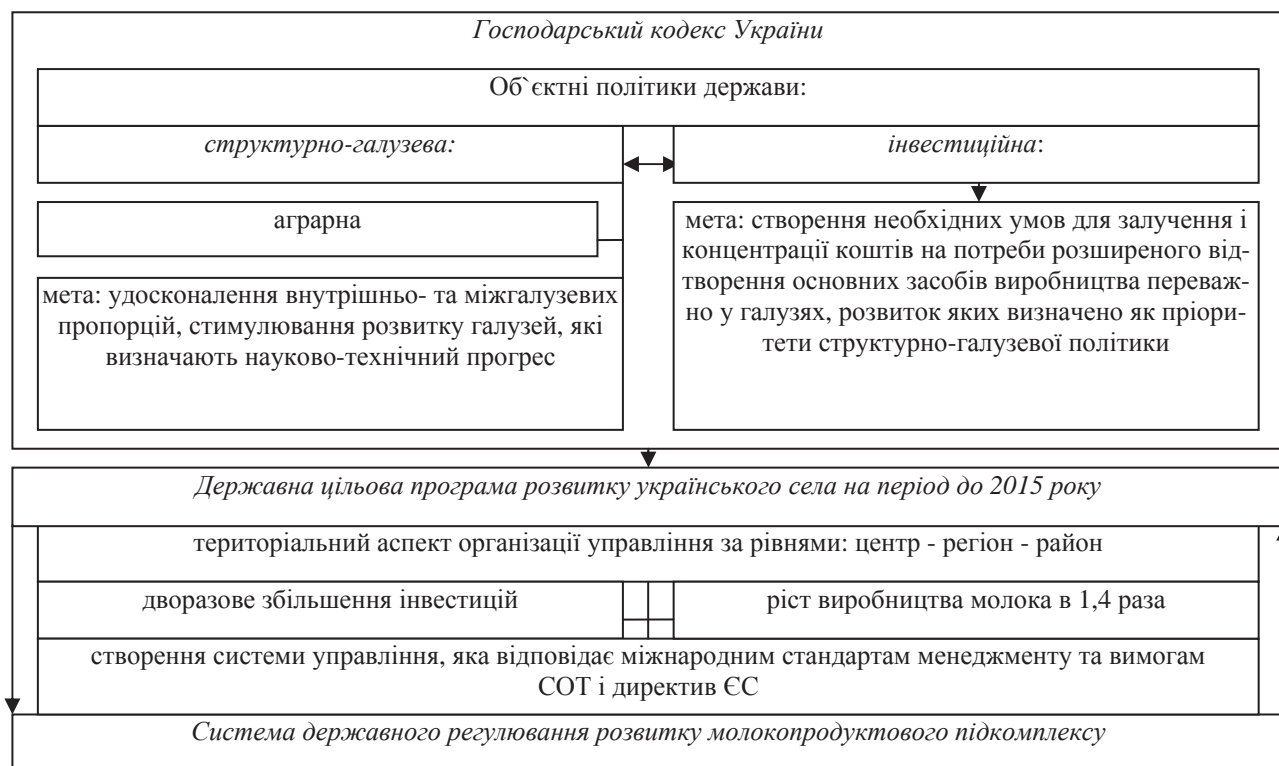 Господарський кодекс України
Об`єктні політики держави:
структурно-галузева:
інвестиційна:
аграрна
мета: удосконалення внутрішньо- та міжгалузевих
пропорцій, стимулювання розвитку галузей, які
визначають науково-технічний прогрес
мета: створення необхідних умов для залучення і
концентрації коштів на потреби розширеного від-
творення основних засобів виробництва переваж-
но у галузях, розвиток яких визначено як пріори-
тети структурно-галузевої політики
Державна цільова програма розвитку українського села на період до 2015 року
територіальний аспект організації управління за рівнями: центр - регіон - район
дворазове збільшення інвестицій
ріст виробництва молока в 1,4 раза
створення системи управління, яка відповідає міжнародним стандартам менеджменту та вимогам
СОТ і директив ЄС
Система державного регулювання розвитку молокопродуктового підкомплексу